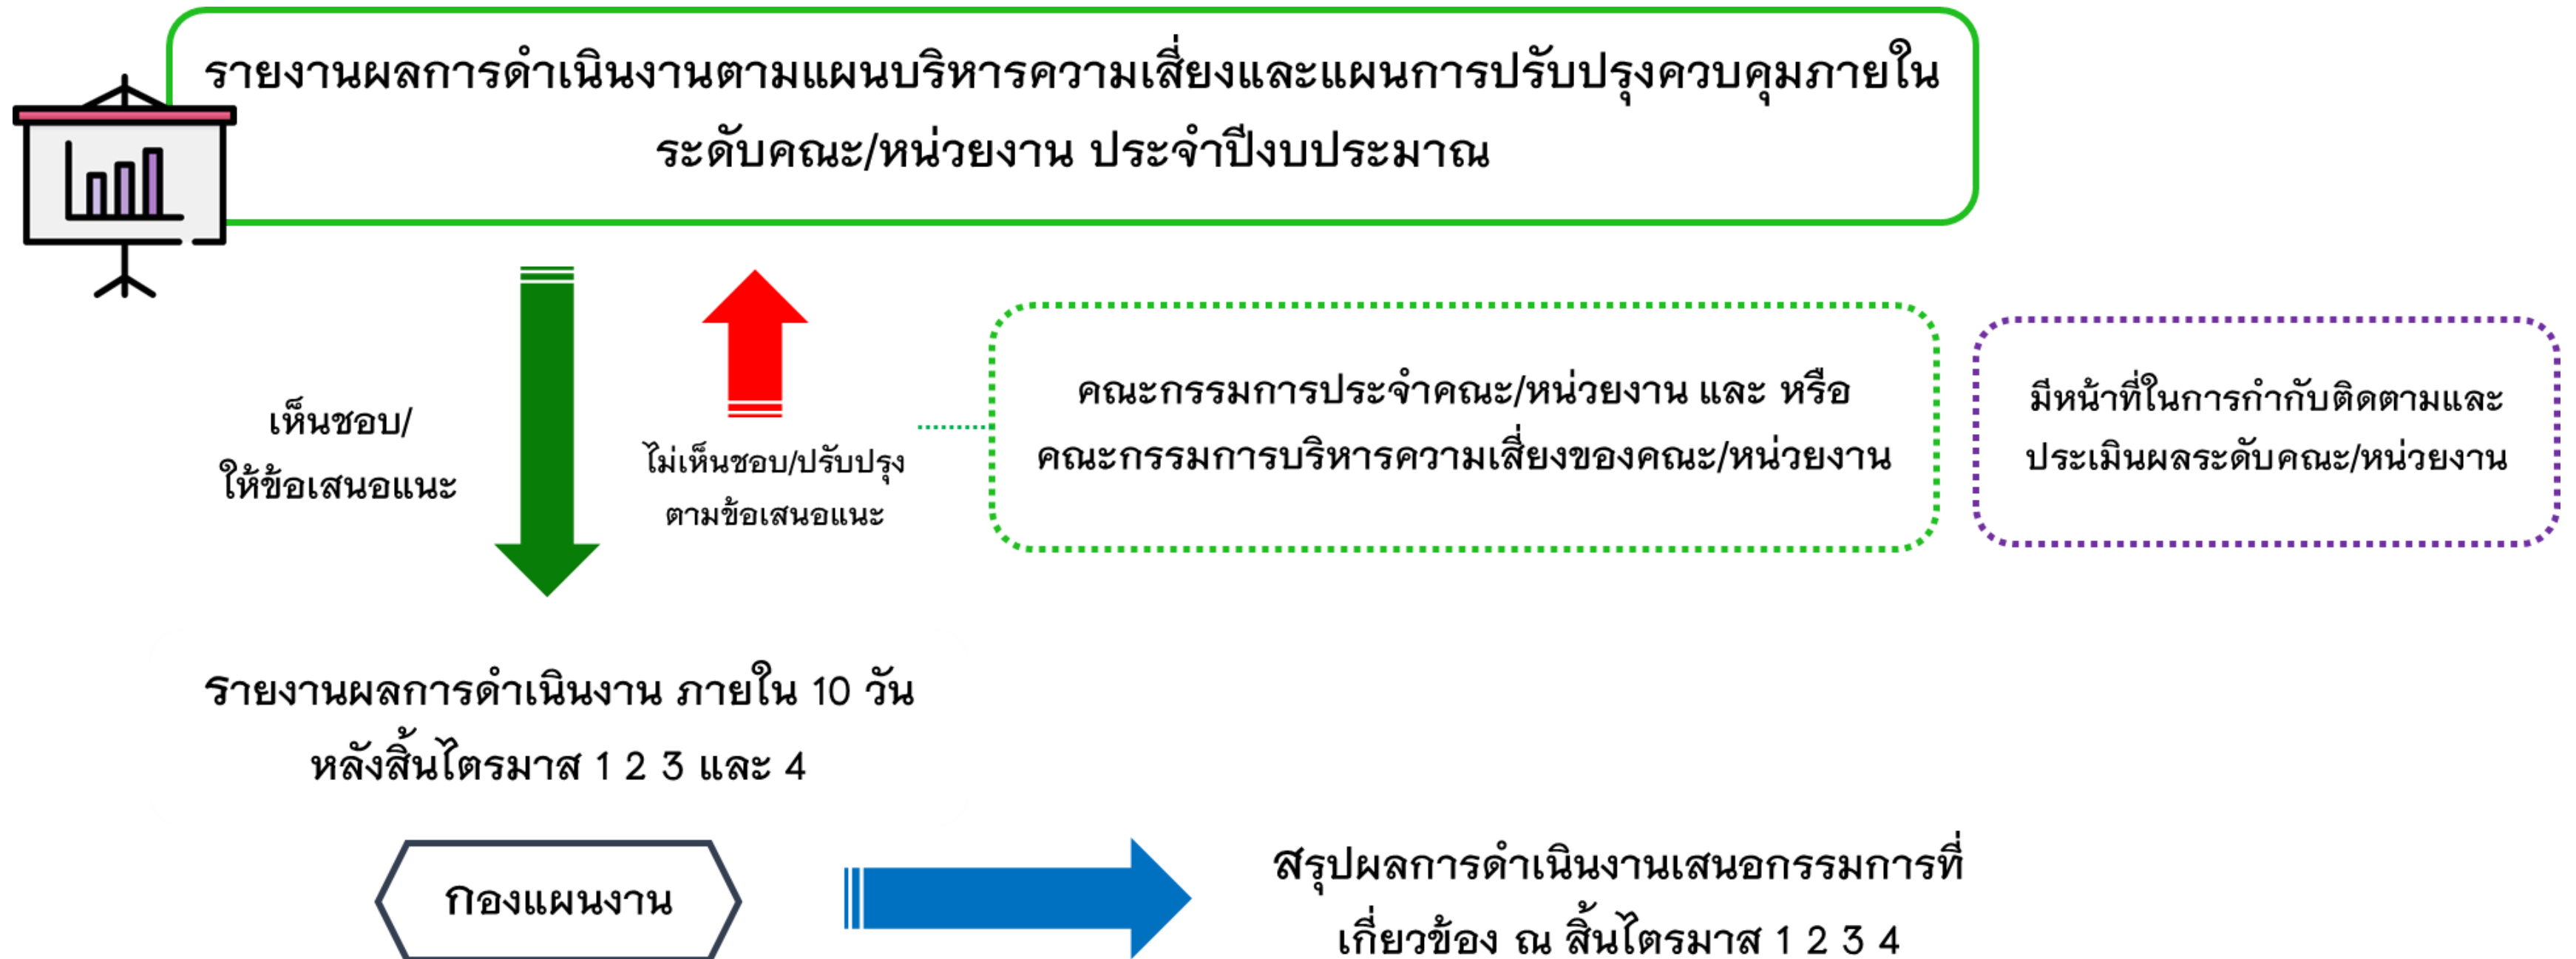 รายงานผลการดำเนินงานตามแผนบริหารความเสี่ยงและแผนการปรับปรุงควบคุมภายใน
ระดับคณะ/หน่วยงาน ประจำปีงบประมาณ
เห็นชอบ/
ให้ข้อเสนอแนะ
ไม่เห็นชอบ/ปรับปรุง
ตามข้อเสนอแนะ
คณะกรรมการประจำคณะ/หน่วยงาน และ หรือ
คณะกรรมการบริหารความเสี่ยงของคณะ/หน่วยงาน
มีหน้าที่ในการกำกับติดตามและ
ประเมินผลระดับคณะ/หน่วยงาน
รายงานผลการดำเนินงาน ภายใน 10 วัน
หลังสิ้นไตรมาส 1 2 3 และ 4
กองแผนงาน
สรุปผลการดำเนินงานเสนอกรรมการที่
เกี่ยวข้อง ณ สิ้นไตรมาส 1 2 3 4